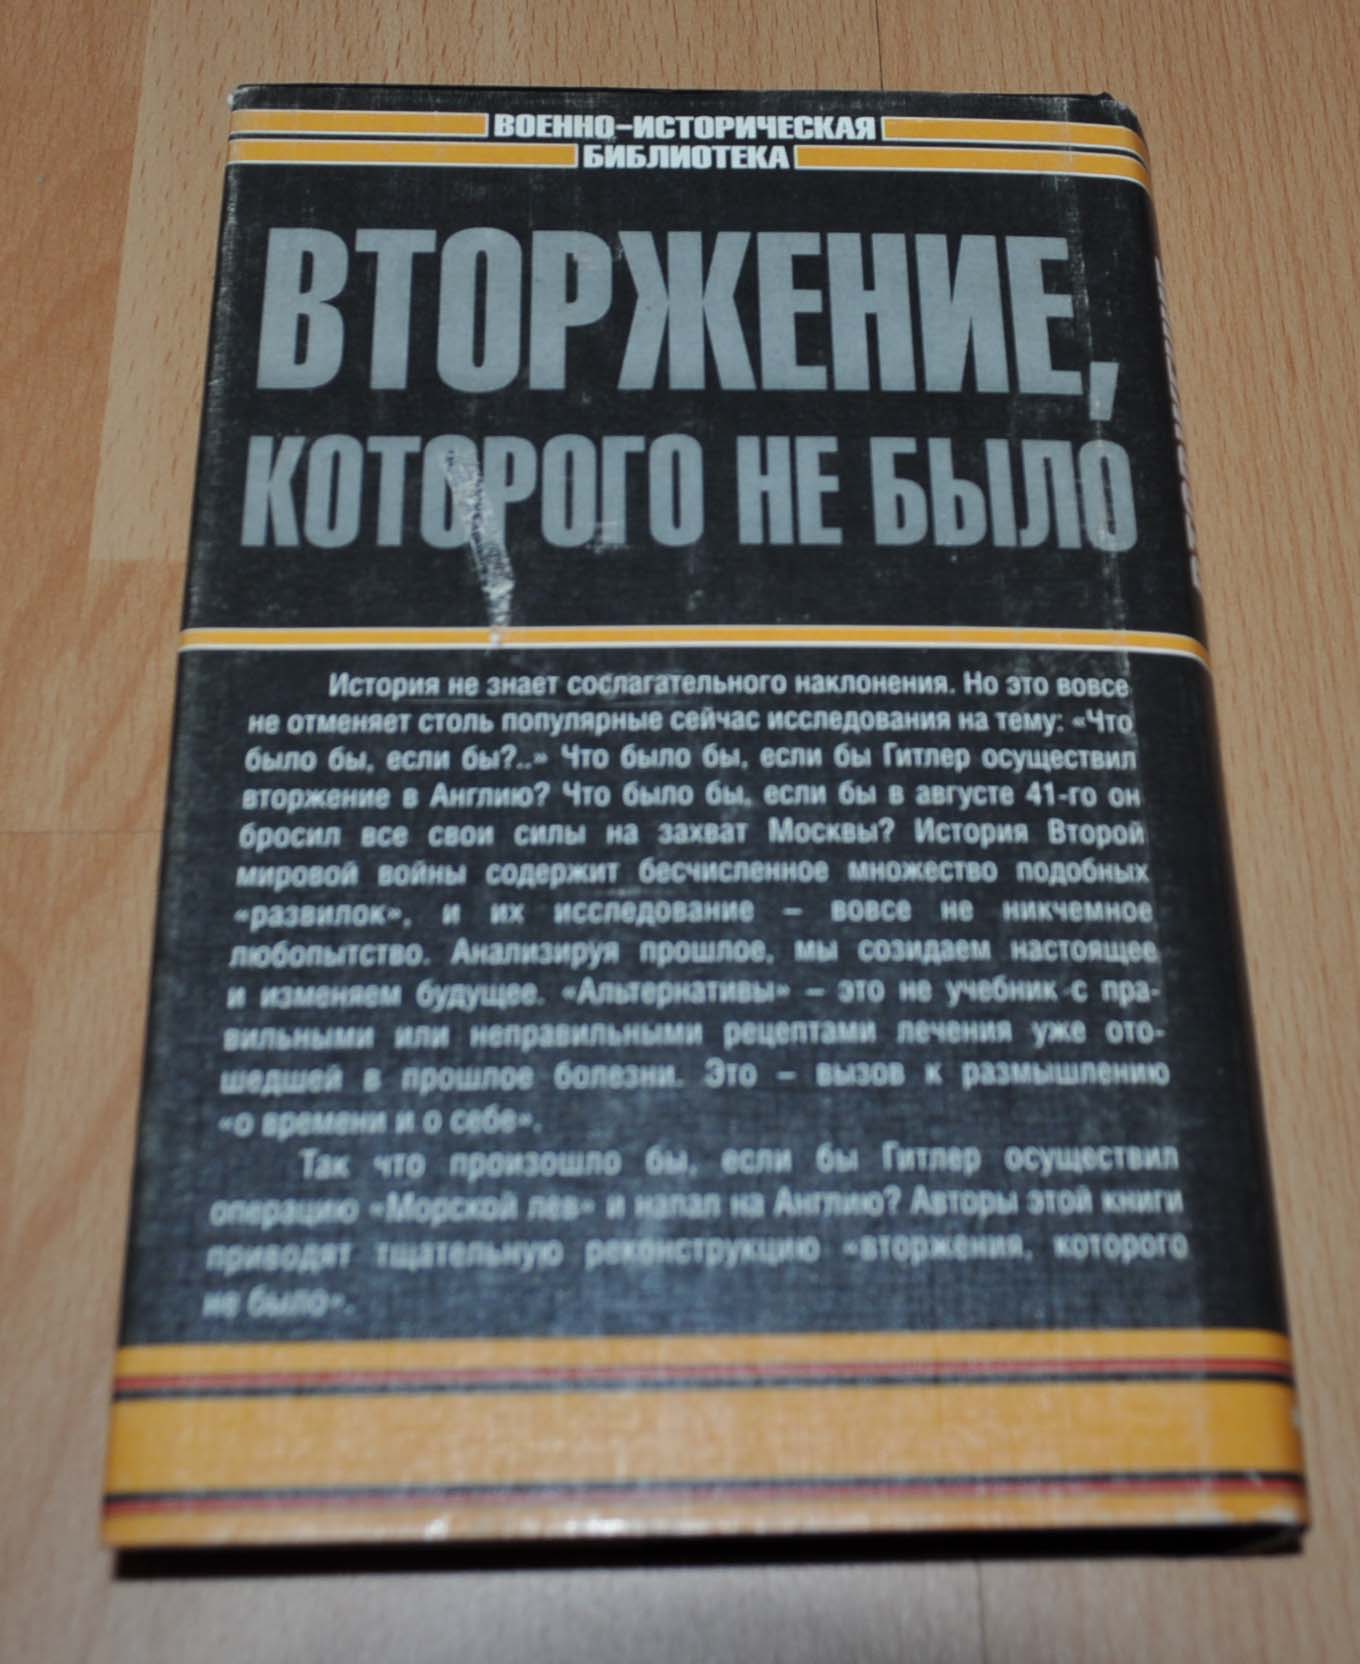 ВОЕННО-ИСТОРИЧЕСКАЯ
БИБЛИОТЕКА
ВТОРЖЕНИЕ,
КОТОРОГО НЕ БЫЛО
История не знает сослагательного наклонения. Но это вовсе
не отменяет столь популярные сейчас исследования на тему: «Что
было бы, если бы?..» Что было бы, если бы Гитлер осуществил
вторжение в Англию? Что было бы, если бы в августе 41-го он
бросил все свои силы на захват Москвы? История Второй
мировой войны содержит бесчисленное множество подобных
«развилок», и их исследование – вовсе не никчемное
любопытство. Анализируя прошлое, мы созидаем настоящее
и изменяем будущее. «Альтернативы» – это не учебник с пра-
вильными или неправильными рецептами лечения уже ото-
шедшей в прошлое болезни. Это – вызов к размышлению
«о времени и о себе».
Так что произошло бы, если бы Гитлер осуществил
операцию «Морской лев» и напал на Англию? Авторы этой книги
приводят тщательную реконструкцию «вторжения, которого
не было».